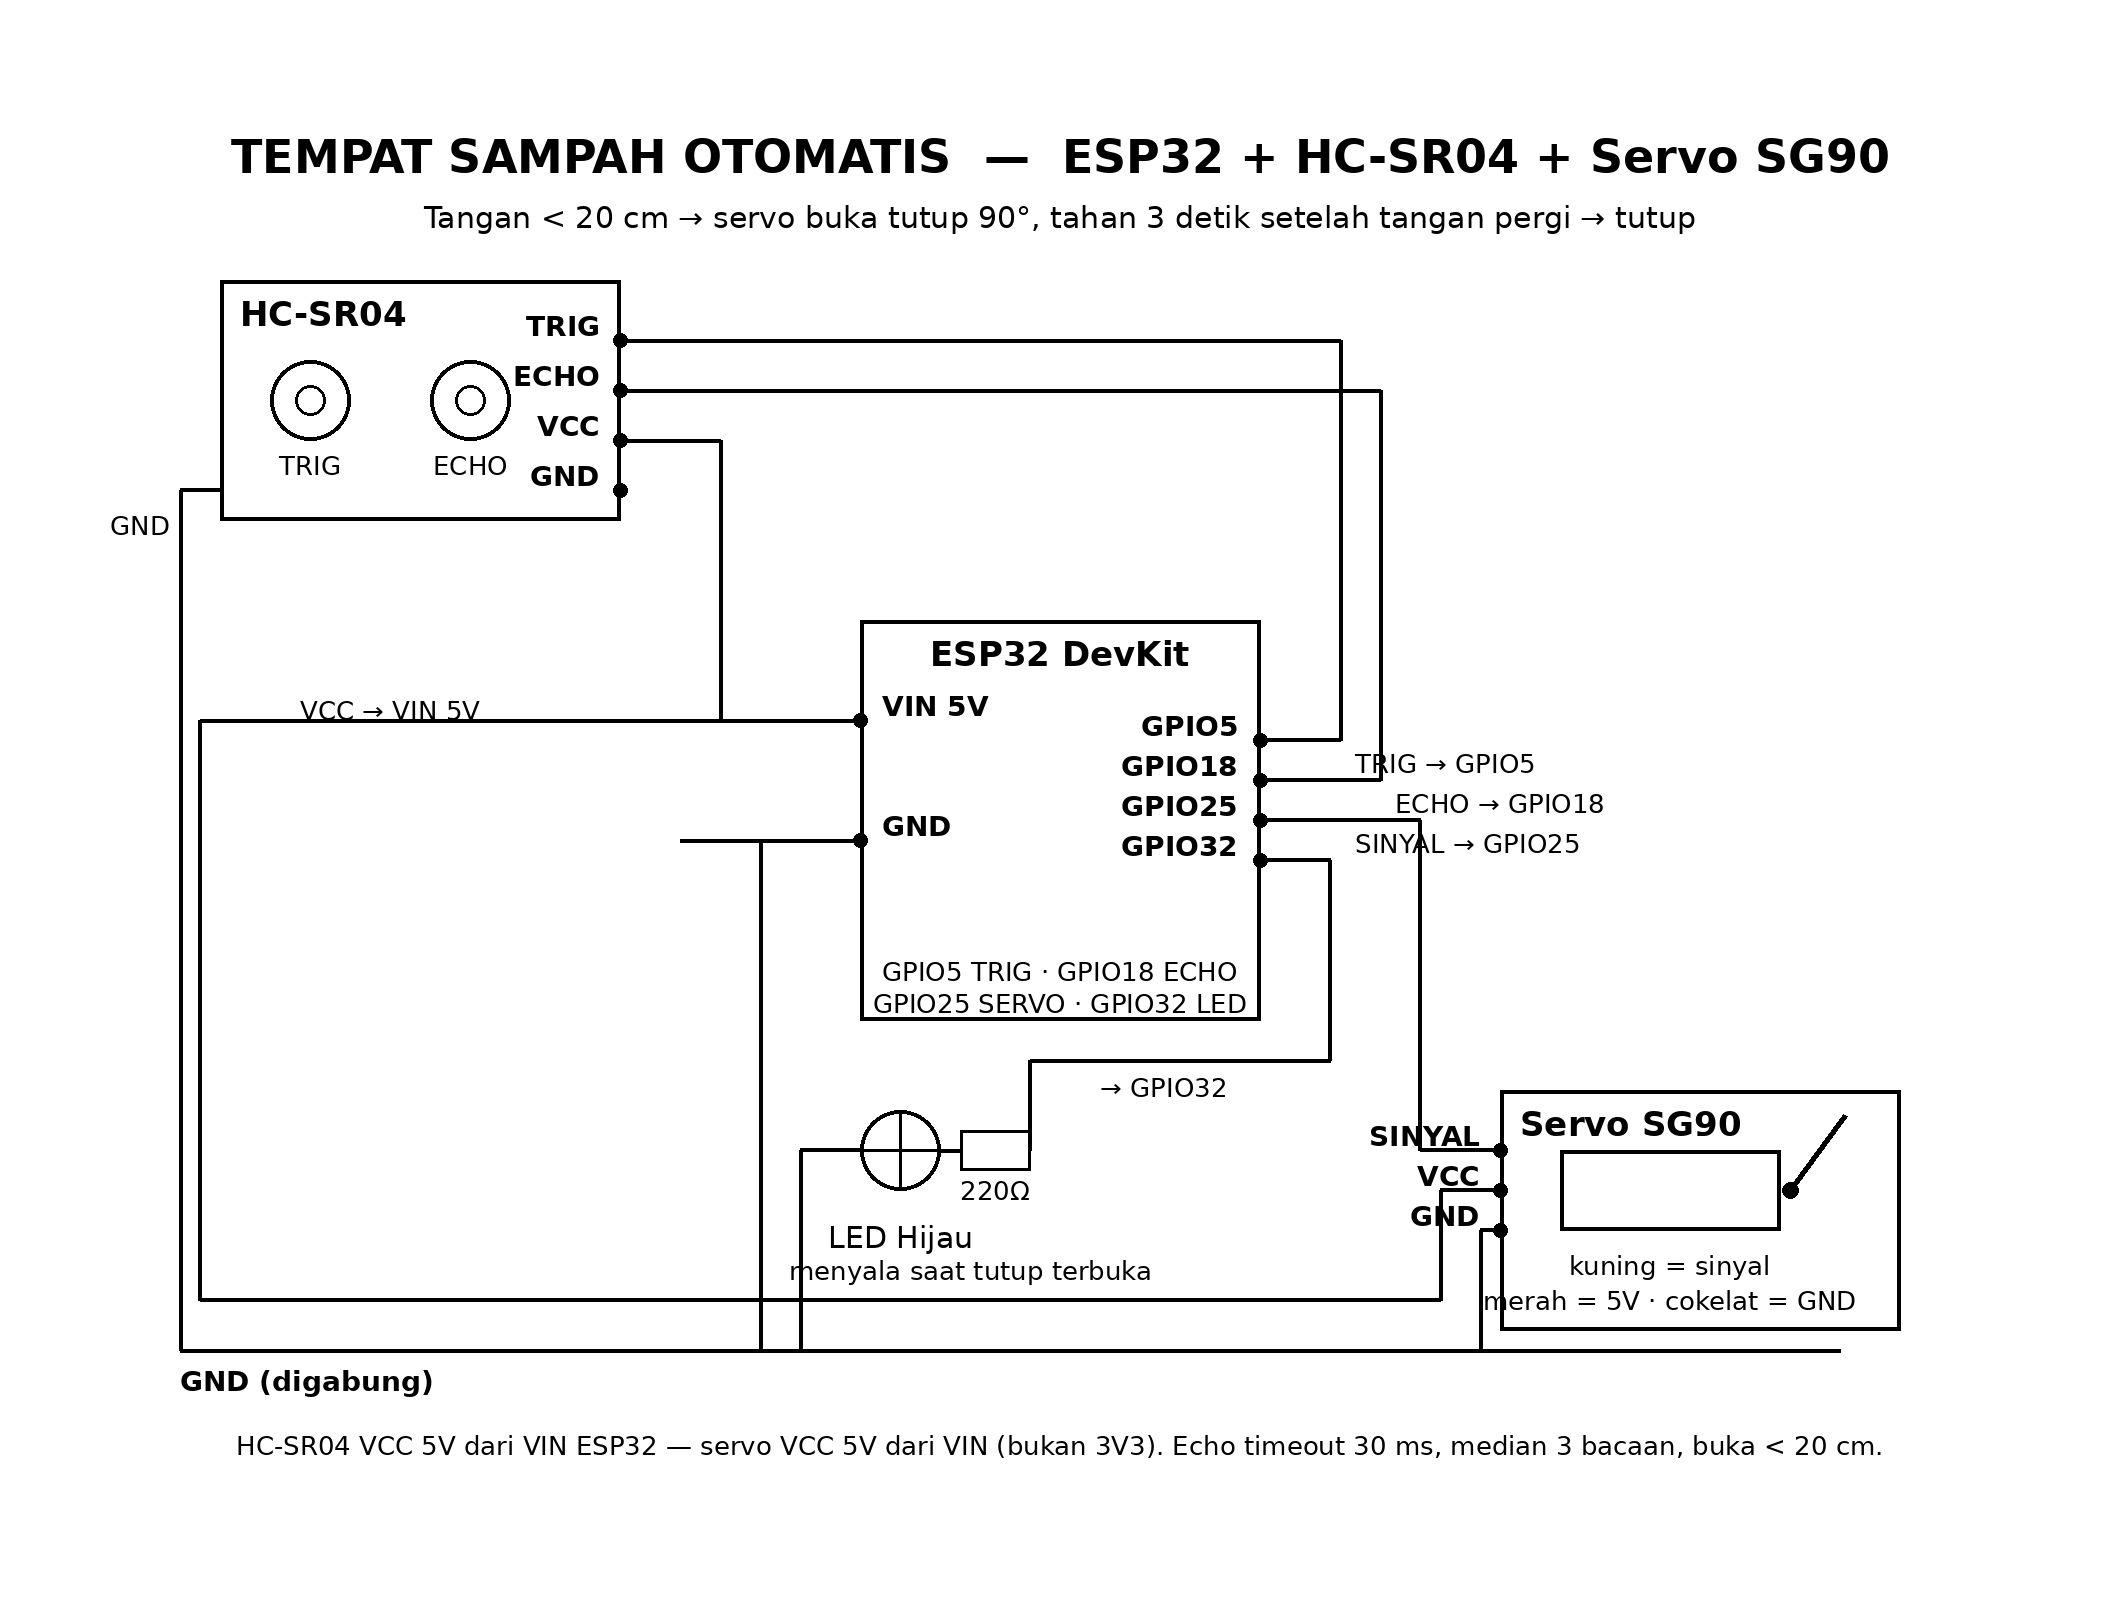 TEMPAT SAMPAH OTOMATIS — ESP32 + HC-SR04 + Servo SG90
Tangan < 20 cm → servo buka tutup 90°, tahan 3 detik setelah tangan pergi → tutup
HC-SR04
TRIG
ECHO
VCC
GND
TRIG
ECHO
GND
ESP32 DevKit
VCC → VIN 5V
VIN 5V
GND
GPIO5
GPIO18
GPIO25
GPIO32
TRIG → GPIO5
ECHO → GPIO18
SINYAL → GPIO25
GPIO5 TRIG · GPIO18 ECHO
GPIO25 SERVO · GPIO32 LED
→ GPIO32
220Ω
LED Hijau
menyala saat tutup terbuka
SINYAL
VCC
GND
Servo SG90
kuning = sinyal
merah = 5V · cokelat = GND
GND (digabung)
HC-SR04 VCC 5V dari VIN ESP32 — servo VCC 5V dari VIN (bukan 3V3). Echo timeout 30 ms, median 3 bacaan, buka < 20 cm.